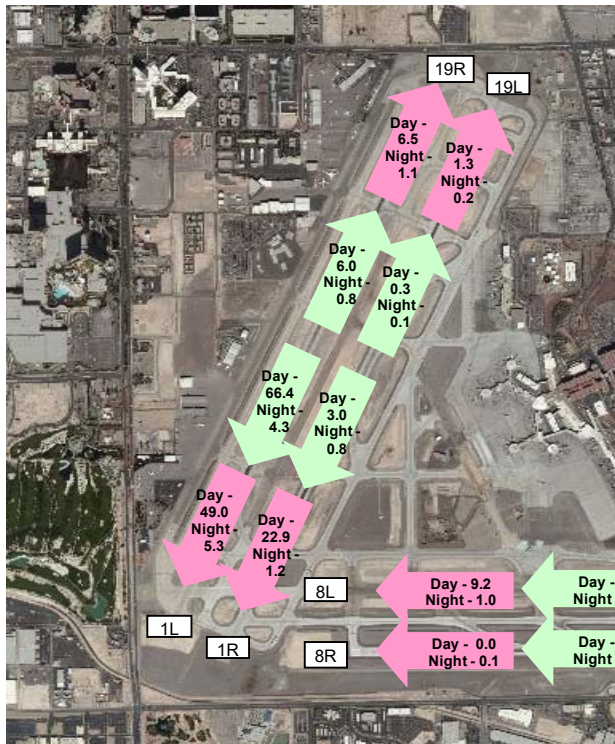 19R
19L
Day -
6.5
Night -
1.1
Day -
1.3
Night -
0.2
Day -
6.0
Night -
0.8
Day -
0.3
Night -
0.1
Day -
66.4
Night -
4.3
Day -
3.0
Night -
0.8
Day -
49.0
Night -
5.3
Day -
22.9
Night -
1.2
8L
Day - 9.2
Night - 1.0
Day -
Night
1L
1R
8R
Day - 0.0
Night - 0.1
Day -
Night